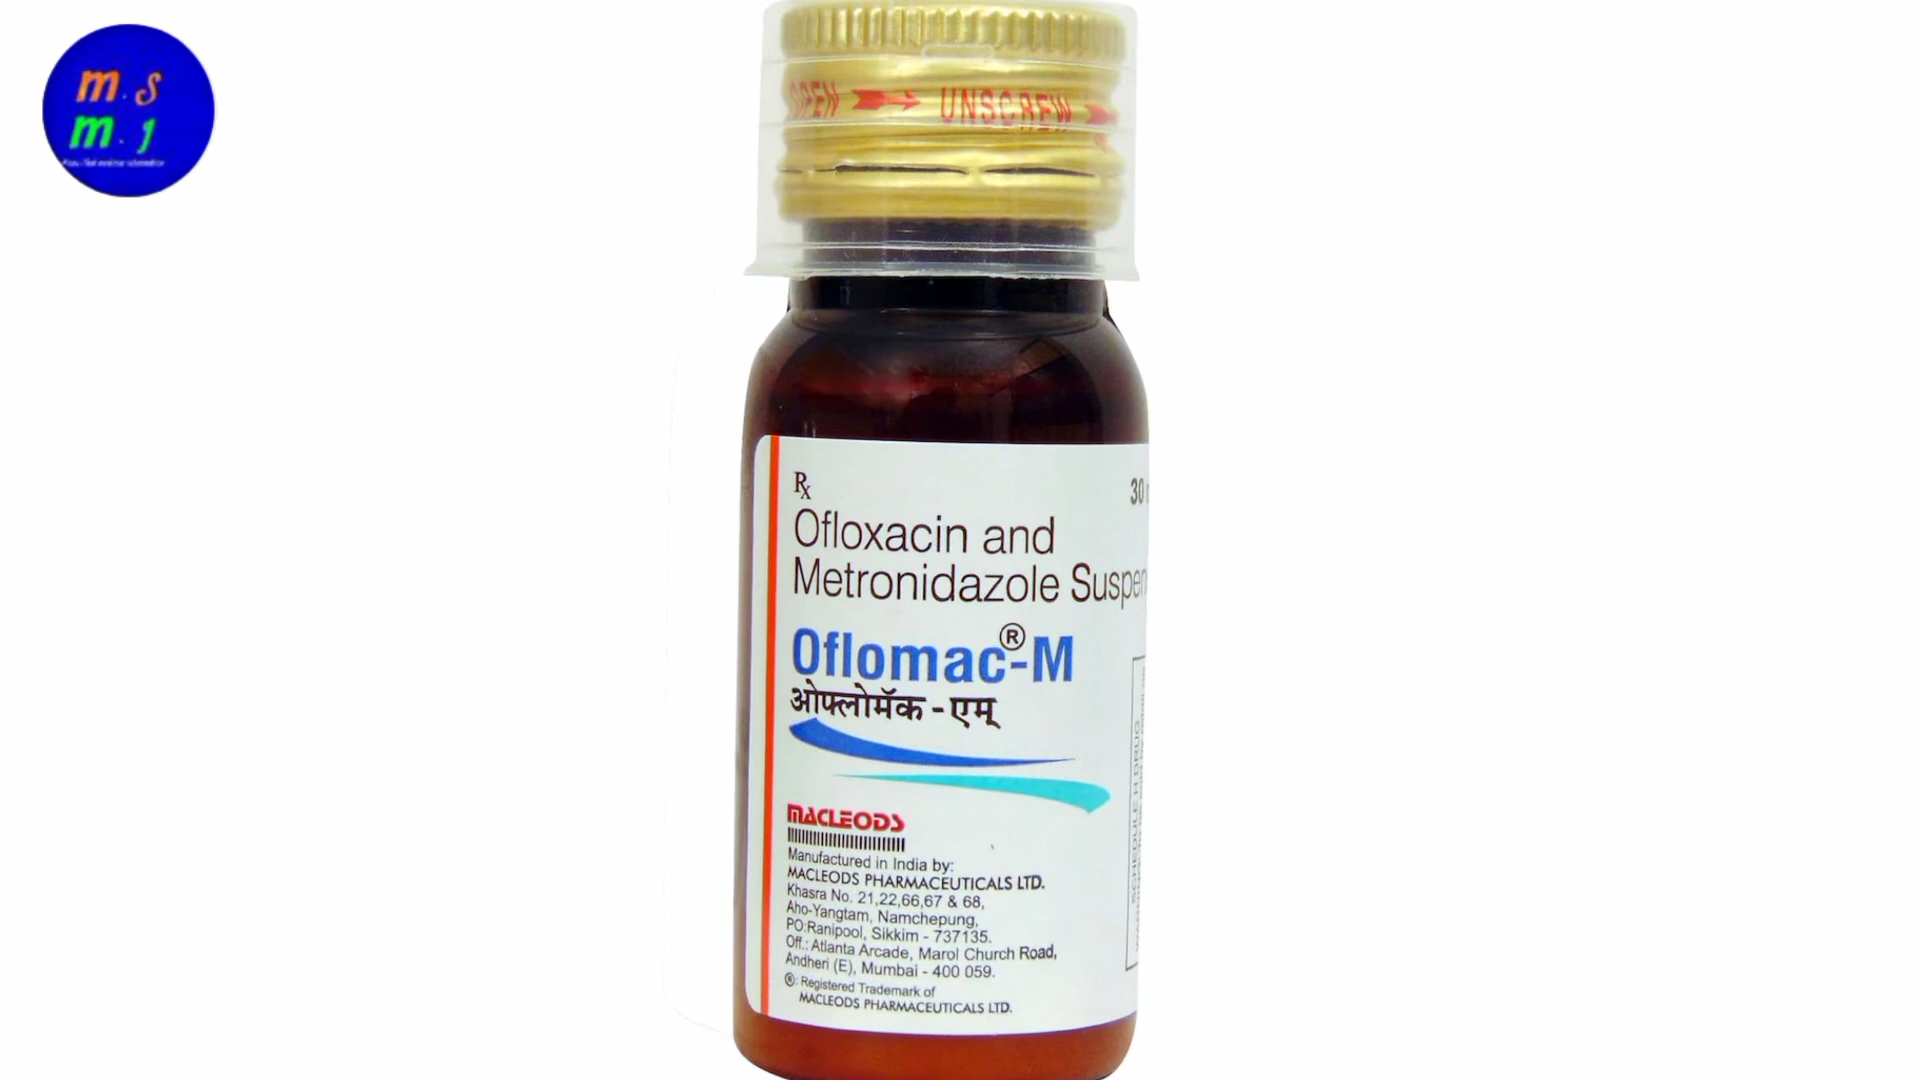 m.s
m.j
OPEN UNSCREW
Rx
30
Ofloxacin and
Metronidazole Suspen
Oflomac®-M
ओफ्लोमॅक - एम्
MACLEODS
Manufactured in India by:
MACLEODS PHARMACEUTICALS LTD.
Khasra No. 21,22,66,67 & 68,
Aho-Yangtam, Namchepung,
PO:Ranipool, Sikkim - 737135.
Off.: Atlanta Arcade, Marol Church Road,
Andheri (E), Mumbai - 400 059.
®: Registered Trademark of
MACLEODS PHARMACEUTICALS LTD.
SCHEDULE H DRUG